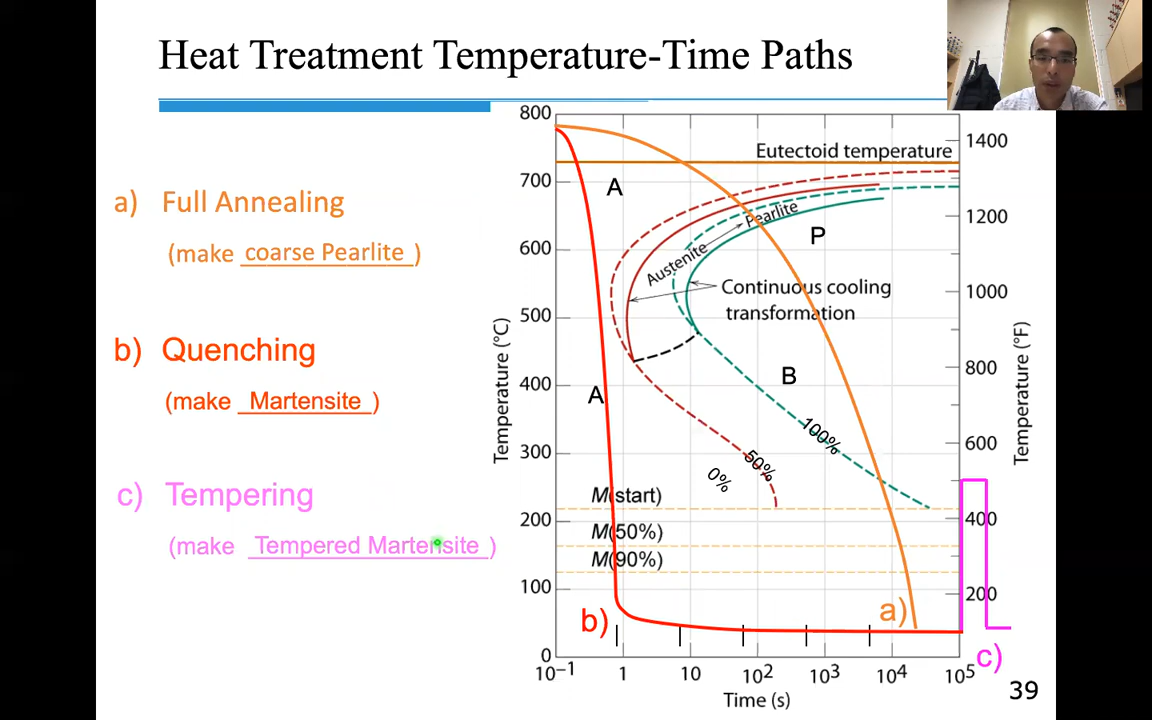 Heat Treatment Temperature-Time Paths
a) Full Annealing
(make coarse Pearlite)
b) Quenching
(make Martensite)
c) Tempering
(make Tempered Martensite)
Temperature (°C)
800
700
600
500
400
300
200
100
0
Eutectoid temperature
A
Pearlite
Austenite
P
Continuous cooling
transformation
A
B
100%
50%
0%
M(start)
M(50%)
M(90%)
b)
a)
c)
1400
1200
1000
800
600
400
200
Temperature (°F)
10-1
1
10
10²
10³
10⁴
10⁵
Time (s)
39